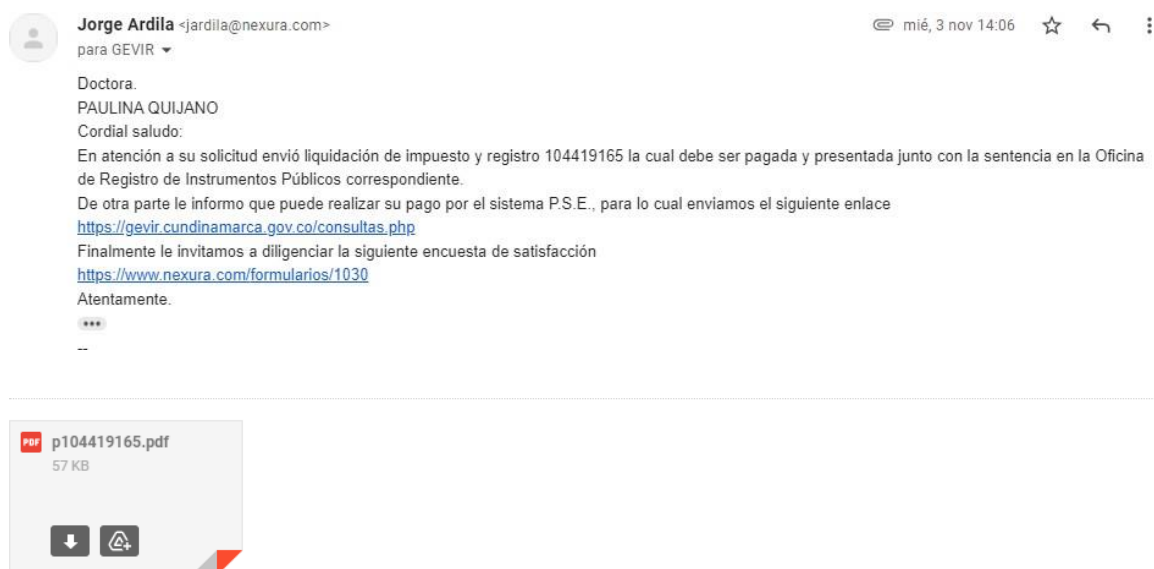 Jorge Ardila <jardila@nexura.com>
mié, 3 nov 14:06
para GEVIR
Doctora.
PAULINA QUIJANO
Cordial saludo:
En atención a su solicitud envió liquidación de impuesto y registro 104419165 la cual debe ser pagada y presentada junto con la sentencia en la Oficina
de Registro de Instrumentos Públicos correspondiente.
De otra parte le informo que puede realizar su pago por el sistema P.S.E., para lo cual enviamos el siguiente enlace
https://gevir.cundinamarca.gov.co/consultas.php
Finalmente le invitamos a diligenciar la siguiente encuesta de satisfacción
https://www.nexura.com/formularios/1030
Atentamente.
--
PDF p104419165.pdf
57 KB